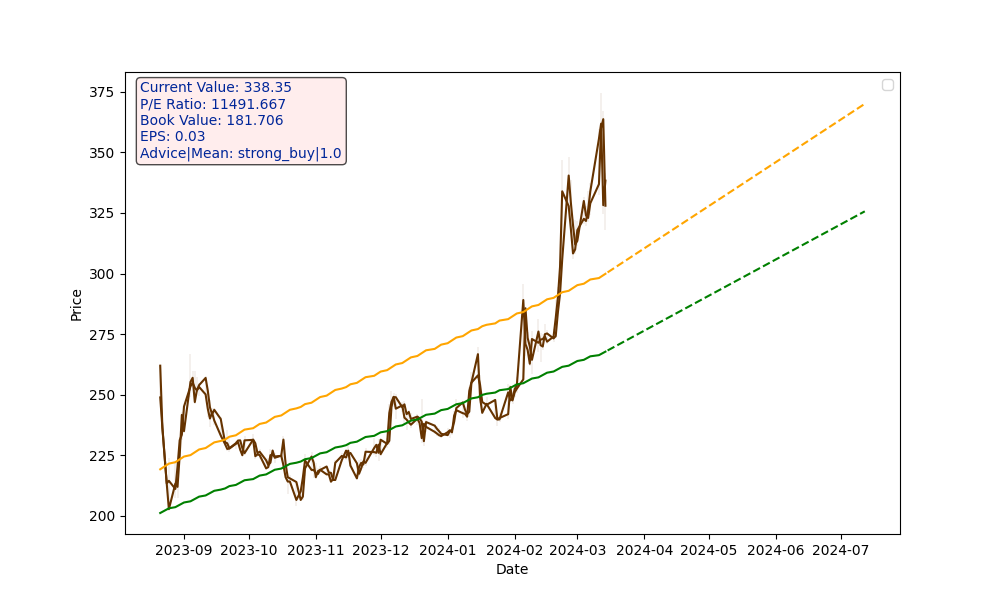 Current Value: 338.35
P/E Ratio: 11491.667
Book Value: 181.706
EPS: 0.03
Advice|Mean: strong_buy|1.0
375
350
325
300
275
250
225
200
Price
2023-09 2023-10 2023-11 2023-12 2024-01 2024-02 2024-03 2024-04 2024-05 2024-06 2024-07
Date